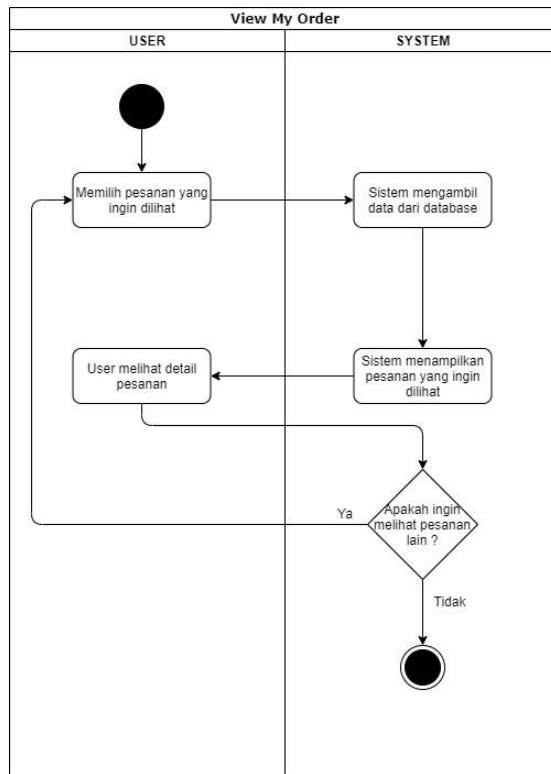 View My Order
USER
SYSTEM
Memilih pesanan yang
ingin dilihat
Sistem mengambil
data dari database
User melihat detail
pesanan
Sistem menampilkan
pesanan yang ingin
dilihat
Apakah ingin
melihat pesanan
lain ?
Ya
Tidak